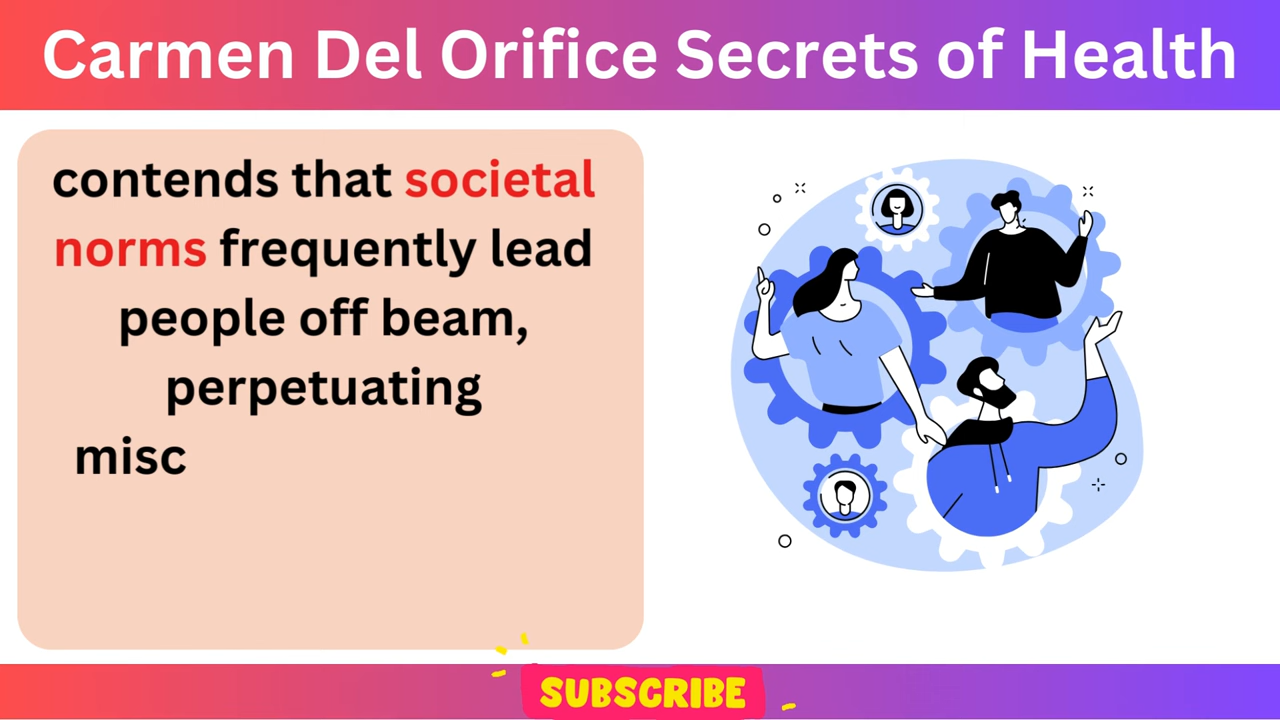 Carmen Del Orifice Secrets of Health
contends that societal
norms frequently lead
people off beam,
perpetuating
misc
SUBSCRIBE